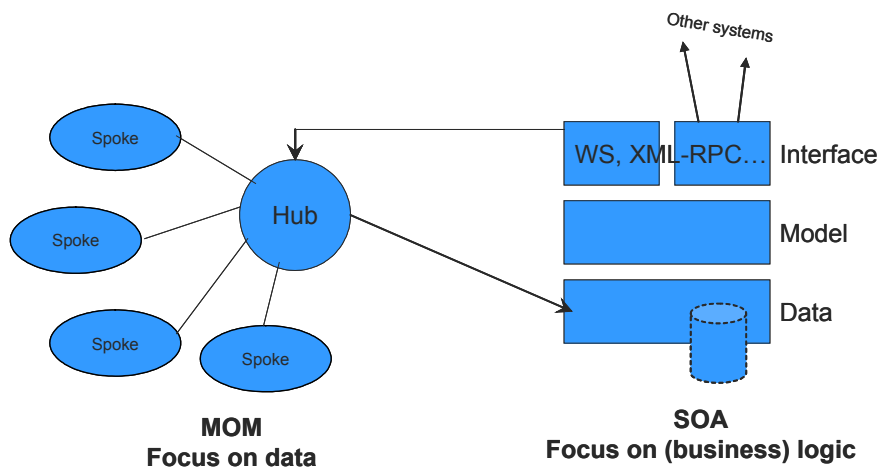 Other systems
Spoke
WS, XML-RPC…
Interface
Hub
Model
Spoke
Data
Spoke
Spoke
MOM
Focus on data
SOA
Focus on (business) logic